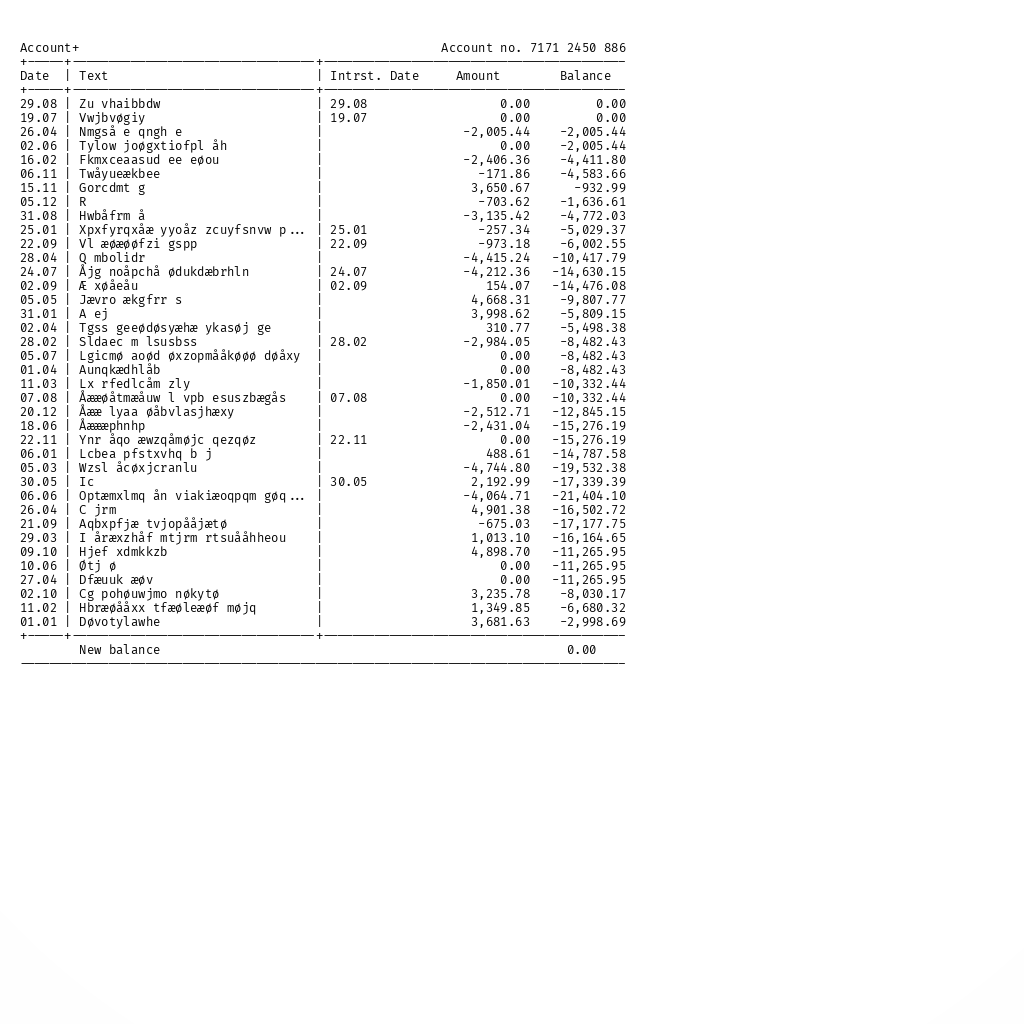 Account+ Account no. 7171 2450 886
Date | Text | Intrst. Date Amount Balance
29.08 | Zu vhaibbdw | 29.08 0.00 0.00
19.07 | Vwjbvøgiy | 19.07 0.00 0.00
26.04 | Nmgså e qngh e | -2,005.44 -2,005.44
02.06 | Tylow joøgxtiofpl åh | 0.00 -2,005.44
16.02 | Fkmxceaasud ee eøou | -2,406.36 -4,411.80
06.11 | Twåyueækbee | -171.86 -4,583.66
15.11 | Gorcdmt g | 3,650.67 -932.99
05.12 | R | -703.62 -1,636.61
31.08 | Hwbåfrm å | -3,135.42 -4,772.03
25.01 | Xpxfyrqxåæ yyoåz zcuyfsnvw p... | 25.01 -257.34 -5,029.37
22.09 | Vl æøæøøfzi gspp | 22.09 -973.18 -6,002.55
28.04 | Q mbolidr | -4,415.24 -10,417.79
24.07 | Åjg noåpchå ødukdæbrhln | 24.07 -4,212.36 -14,630.15
02.09 | Æ xøåeåu | 02.09 154.07 -14,476.08
05.05 | Jævro ækgfrr s | 4,668.31 -9,807.77
31.01 | A ej | 3,998.62 -5,809.15
02.04 | Tgss geeødøsyæhæ ykasøj ge | 310.77 -5,498.38
28.02 | Sldaec m lsusbss | 28.02 -2,984.05 -8,482.43
05.07 | Lgicmø aoød øxzopmååkøøø døåxy | 0.00 -8,482.43
01.04 | Aunqkædhlåb | 0.00 -8,482.43
11.03 | Lx rfedlcåm zly | -1,850.01 -10,332.44
07.08 | Åææøåtmæåuw l vpb esuszbægås | 07.08 0.00 -10,332.44
20.12 | Åææ lyaa øåbvlasjhæxy | -2,512.71 -12,845.15
18.06 | Åæææphnhp | -2,431.04 -15,276.19
22.11 | Ynr åqo æwzqåmøjc qezqøz | 22.11 0.00 -15,276.19
06.01 | Lcbea pfstxvhq b j | 488.61 -14,787.58
05.03 | Wzsl åcøxjcranlu | -4,744.80 -19,532.38
30.05 | Ic | 30.05 2,192.99 -17,339.39
06.06 | Optæmxlmq ån viakiæoqpqm gøq... | -4,064.71 -21,404.10
26.04 | C jrm | 4,901.38 -16,502.72
21.09 | Aqbxpfjæ tvjopååjætø | -675.03 -17,177.75
29.03 | I åræxzhåf mtjrm rtsuååhheou | 1,013.10 -16,164.65
09.10 | Hjef xdmkkzb | 4,898.70 -11,265.95
10.06 | Øtj ø | 0.00 -11,265.95
27.04 | Dfæuuk æøv | 0.00 -11,265.95
02.10 | Cg pohøuwjmo nøkytø | 3,235.78 -8,030.17
11.02 | Hbræøååxx tfæøleæøf møjq | 1,349.85 -6,680.32
01.01 | Døvotylawhe | 3,681.63 -2,998.69
New balance 0.00